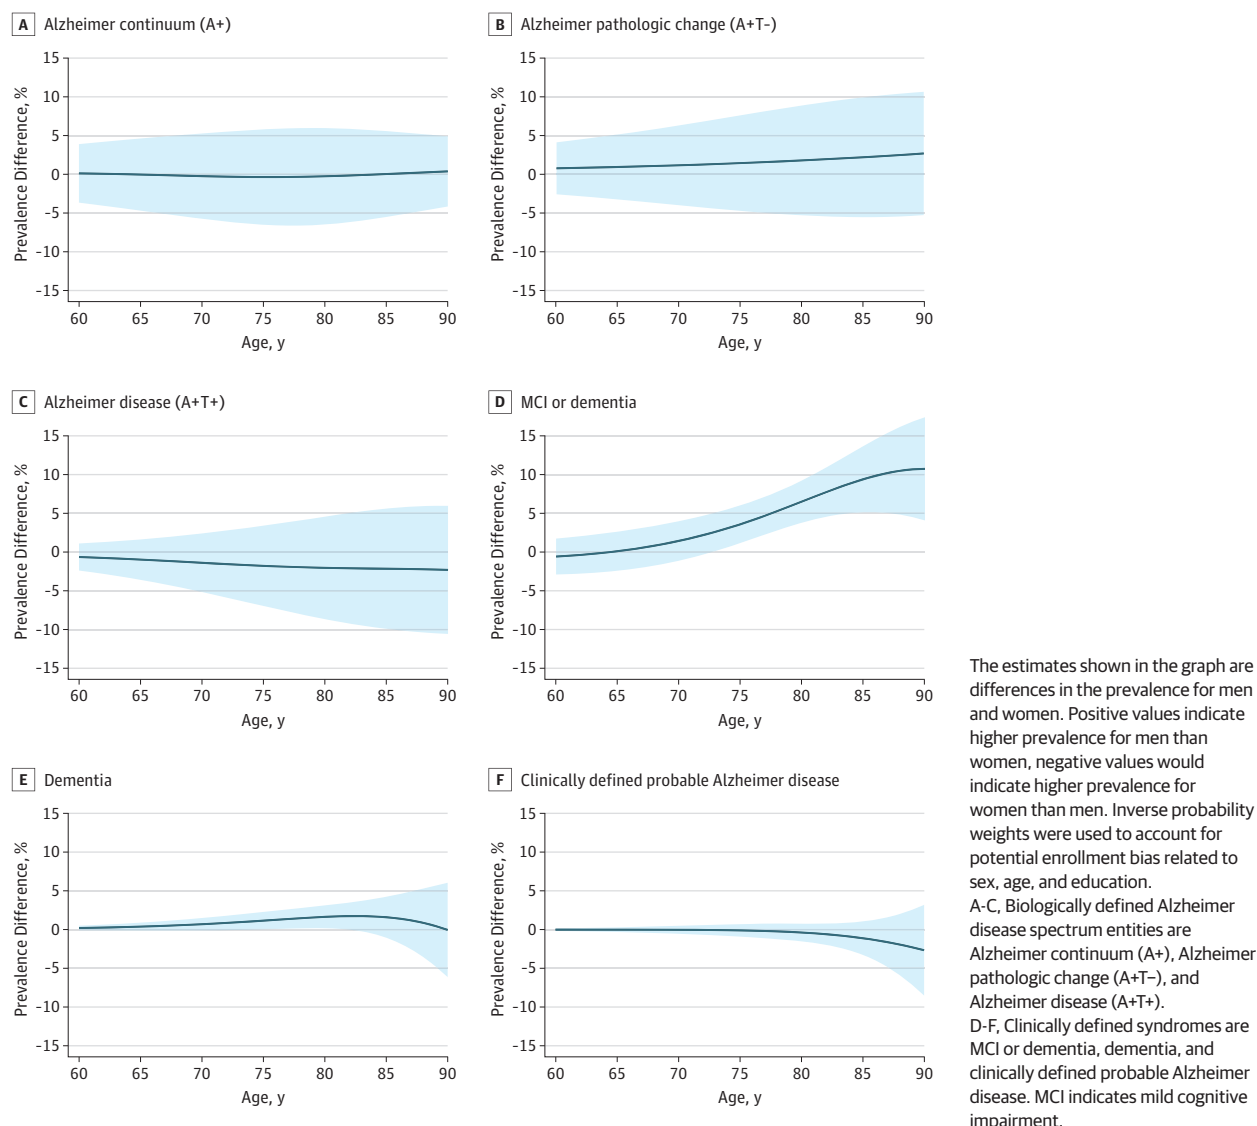 A Alzheimer continuum (A+)
15
10
5
0
-5
-10
-15
Prevalence Difference, %
60 65 70 75 80 85 90
Age, y
B Alzheimer pathologic change (A+T-)
15
10
5
0
-5
-10
-15
Prevalence Difference, %
60 65 70 75 80 85 90
Age, y
C Alzheimer disease (A+T+)
15
10
5
0
-5
-10
-15
Prevalence Difference, %
60 65 70 75 80 85 90
Age, y
D MCI or dementia
15
10
5
0
-5
-10
-15
Prevalence Difference, %
60 65 70 75 80 85 90
Age, y
E Dementia
15
10
5
0
-5
-10
-15
Prevalence Difference, %
60 65 70 75 80 85 90
Age, y
F Clinically defined probable Alzheimer disease
15
10
5
0
-5
-10
-15
Prevalence Difference, %
60 65 70 75 80 85 90
Age, y
The estimates shown in the graph are
differences in the prevalence for men
and women. Positive values indicate
higher prevalence for men than
women, negative values would
indicate higher prevalence for
women than men. Inverse probability
weights were used to account for
potential enrollment bias related to
sex, age, and education.
A-C, Biologically defined Alzheimer
disease spectrum entities are
Alzheimer continuum (A+), Alzheimer
pathologic change (A+T−), and
Alzheimer disease (A+T+).
D-F, Clinically defined syndromes are
MCI or dementia, dementia, and
clinically defined probable Alzheimer
disease. MCI indicates mild cognitive
impairment.